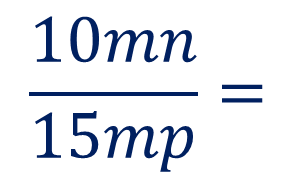 10mn
15mp =